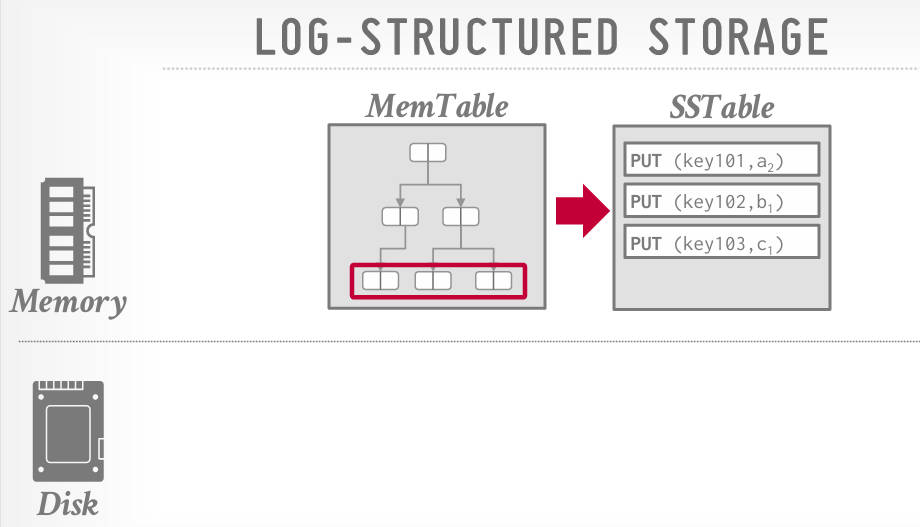 LOG-STRUCTURED STORAGE
MemTable
SSTable
PUT (key101,a₂)
PUT (key102,b₁)
PUT (key103,c₁)
Memory
Disk